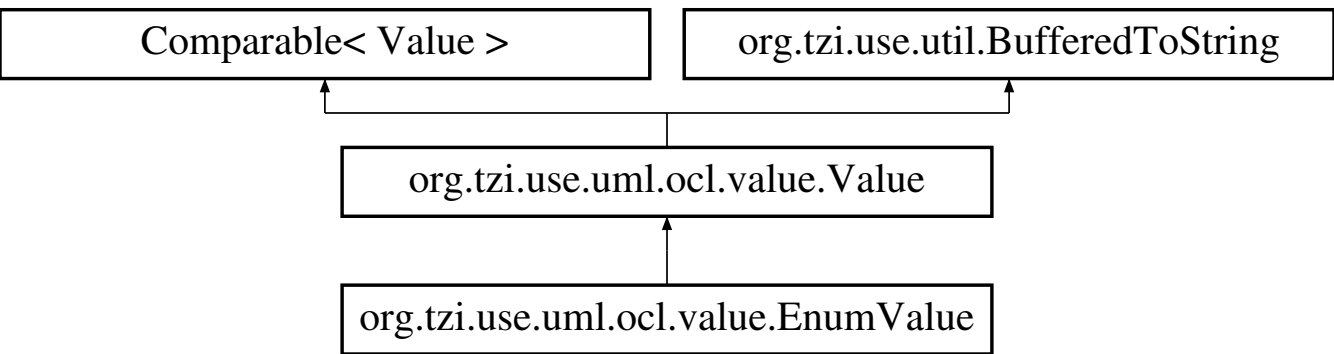 Comparable< Value >
org.tzi.use.util.BufferedToString
org.tzi.use.uml.ocl.value.Value
org.tzi.use.uml.ocl.value.EnumValue